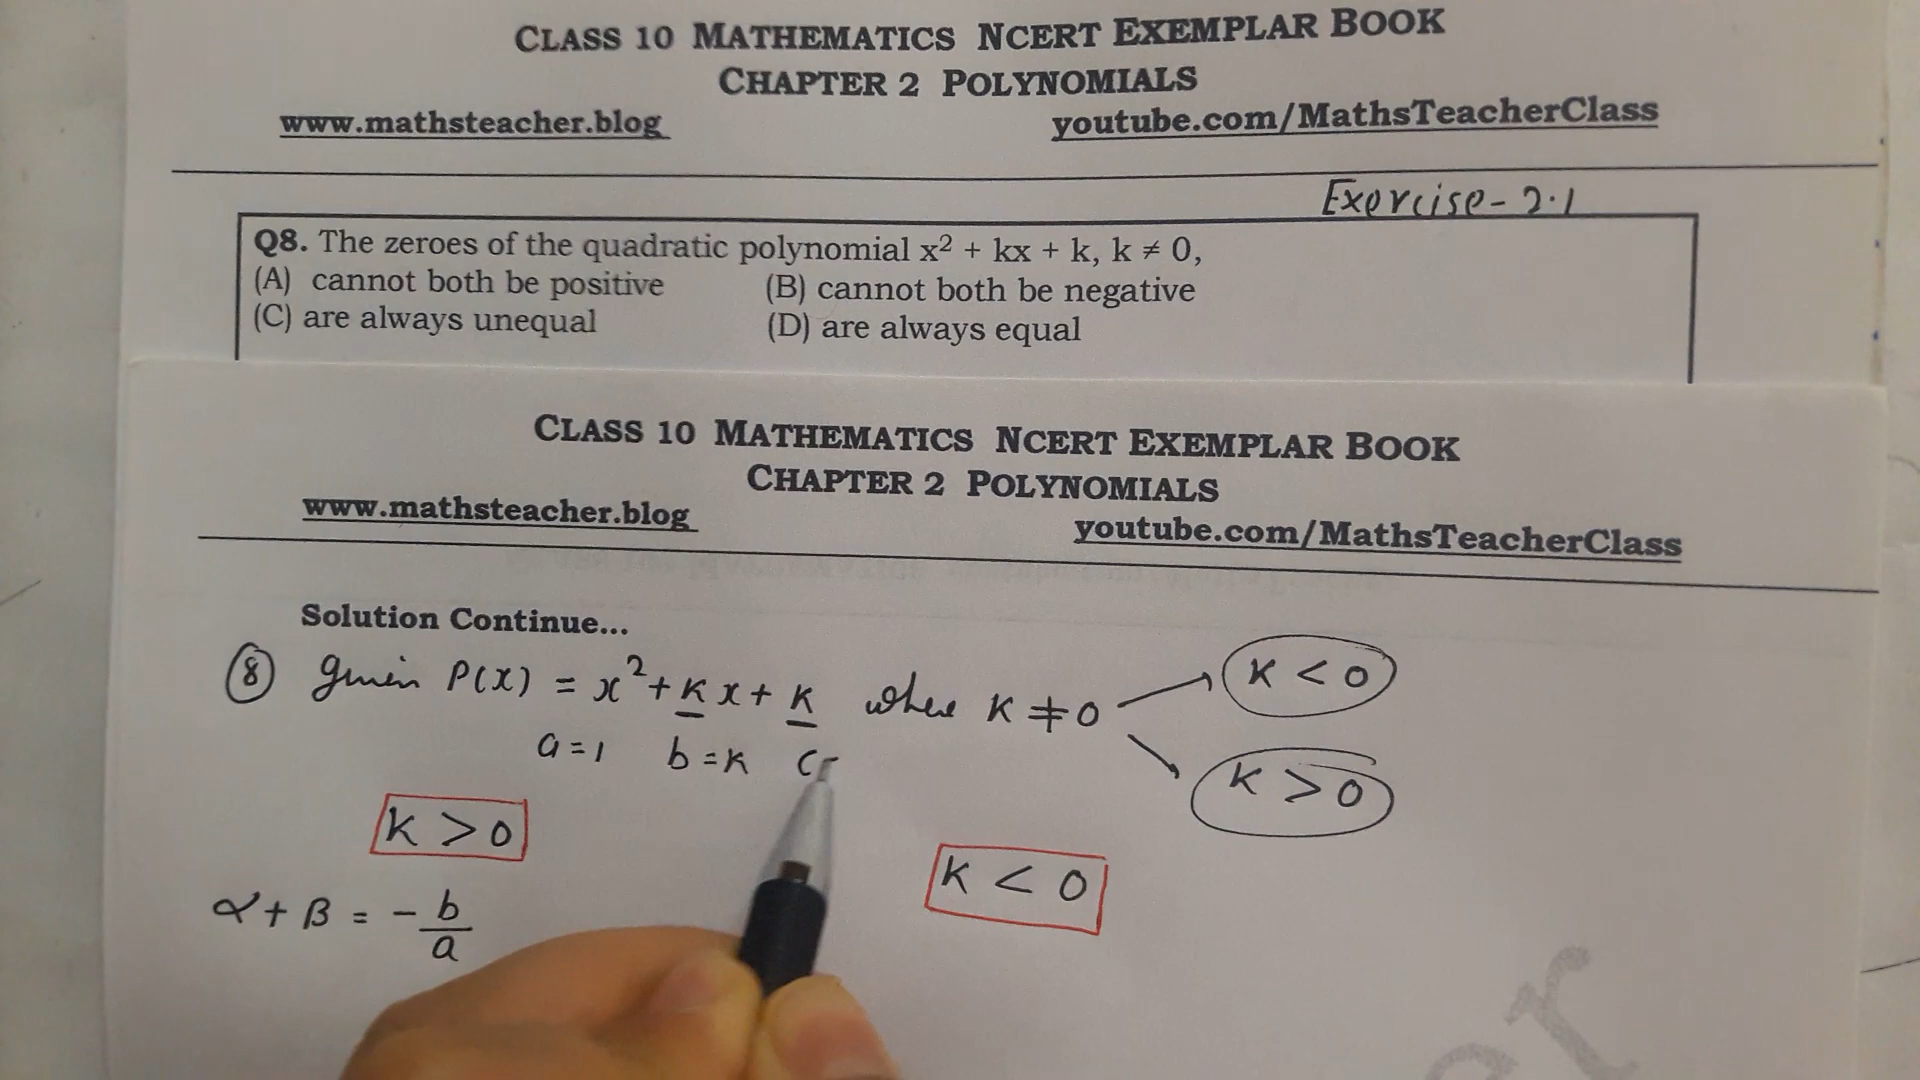 CLASS 10 MATHEMATICS NCERT EXEMPLAR BOOK
CHAPTER 2 POLYNOMIALS
www.mathsteacher.blog youtube.com/MathsTeacherClass
Exercise-2.1
Q8. The zeroes of the quadratic polynomial x² + kx + k, k ≠ 0,
(A) cannot both be positive (B) cannot both be negative
(C) are always unequal (D) are always equal
CLASS 10 MATHEMATICS NCERT EXEMPLAR BOOK
CHAPTER 2 POLYNOMIALS
www.mathsteacher.blog youtube.com/MathsTeacherClass
Solution Continue...
⑧ given P(x) = x² + kx + k where k ≠ 0
k < 0
k > 0
a = 1 b = k c
k > 0
k < 0
α + β = - b/a